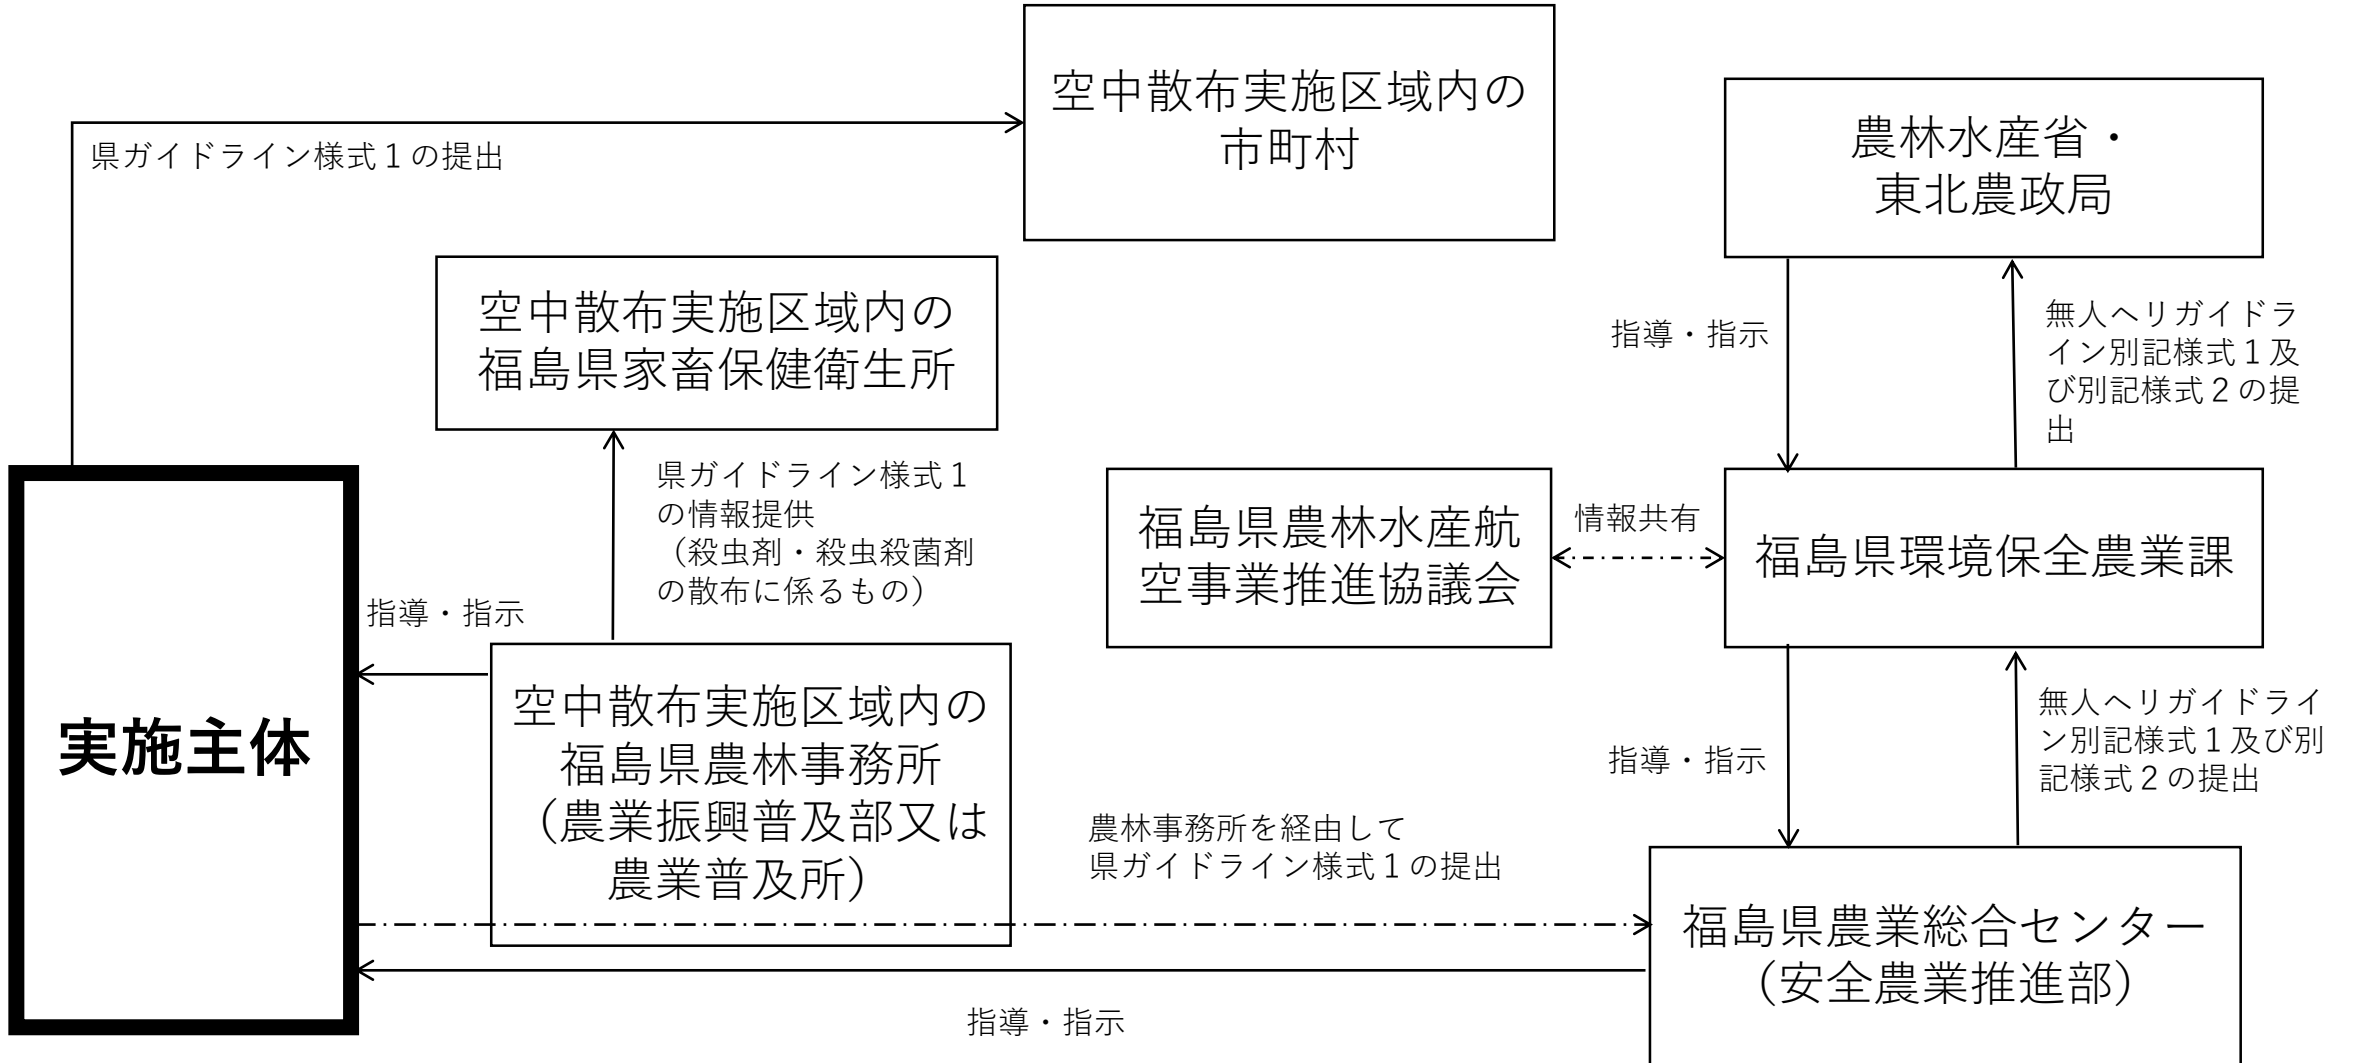 空中散布実施区域内の
市町村
県ガイドライン様式１の提出
農林水産省・
東北農政局
空中散布実施区域内の
福島県家畜保健衛生所
指導・指示
無人ヘリガイドラ
イン別記様式１及
び別記様式２の提
出
県ガイドライン様式１
の情報提供
（殺虫剤・殺虫殺菌剤
の散布に係るもの）
福島県農林水産航
空事業推進協議会
情報共有
福島県環境保全農業課
指導・指示
実施主体
空中散布実施区域内の
福島県農林事務所
（農業振興普及部又は
農業普及所）
指導・指示
無人ヘリガイドライ
ン別記様式１及び別
記様式２の提出
農林事務所を経由して
県ガイドライン様式１の提出
福島県農業総合センター
（安全農業推進部）
指導・指示